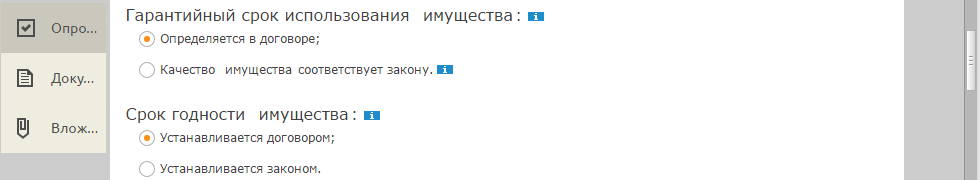 Гарантийный срок использования имущества: i
Опро...
Определяется в договоре;
Доку...
Качество имущества соответствует закону. i
Срок годности имущества: i
Влож...
Устанавливается договором;
Устанавливается законом.